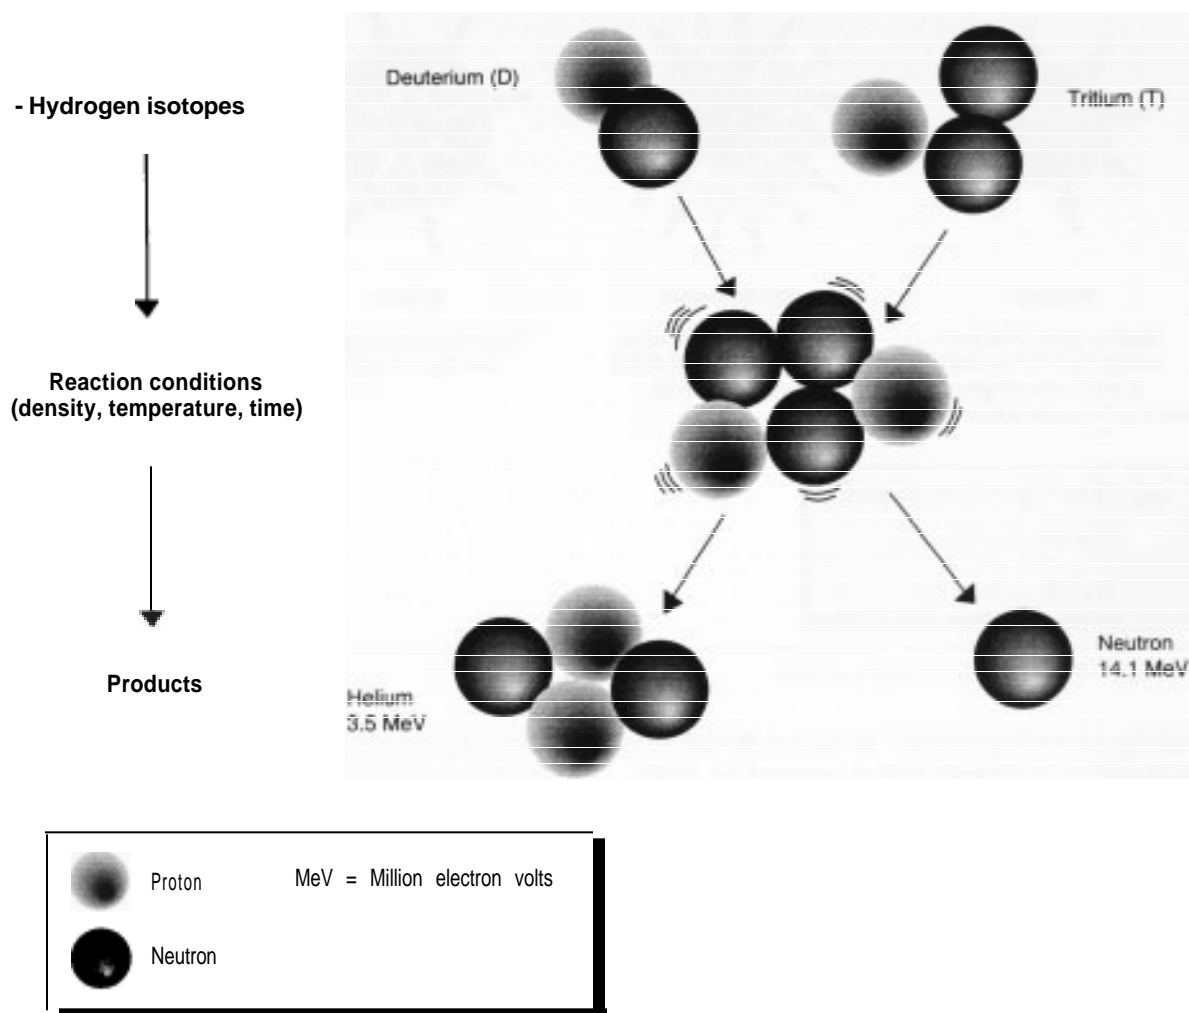 Deuterium (D)
Tritium (T)
- Hydrogen isotopes
Reaction conditions
(density, temperature, time)
Products
Helium
3.5 MeV
Neutron
14.1 MeV
Proton
MeV = Million electron volts
Neutron